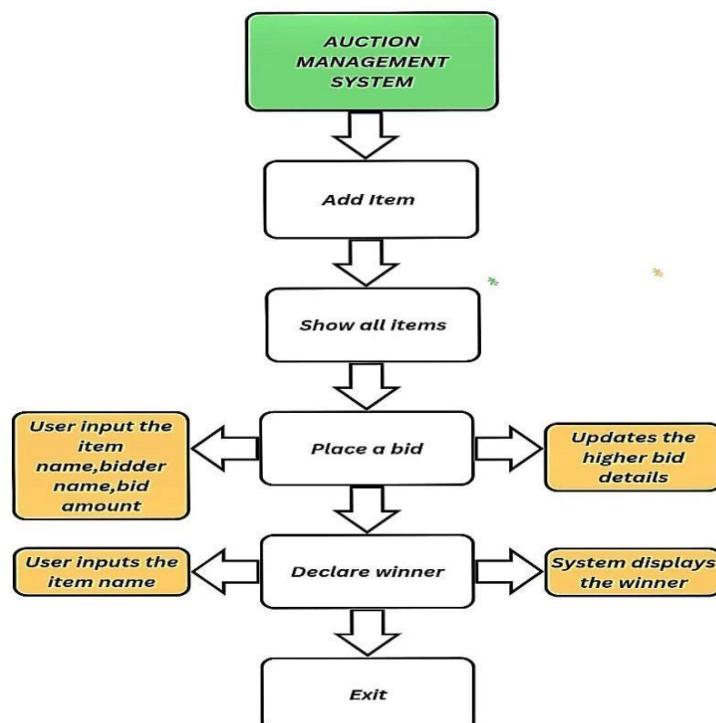 AUCTION
MANAGEMENT
SYSTEM
Add Item
Show all items
User input the
item
name,bidder
name,bid
amount
Place a bid
Updates the
higher bid
details
User inputs the
item name
Declare winner
System displays
the winner
Exit